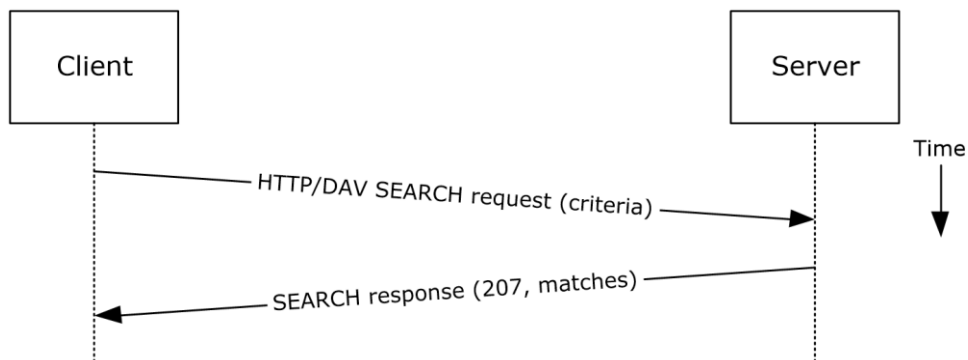 Client
Server
Time
HTTP/DAV SEARCH request (criteria)
SEARCH response (207, matches)